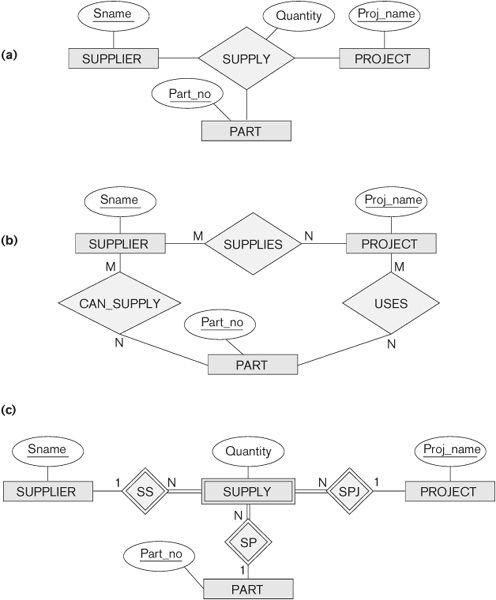 (a)
Sname
Quantity
Proj_name
SUPPLIER
SUPPLY
PROJECT
Part_no
PART
(b)
Sname
Proj_name
SUPPLIER
M
SUPPLIES
N
PROJECT
M
M
CAN_SUPPLY
USES
Part_no
N
N
PART
(c)
Sname
Quantity
Proj_name
SUPPLIER
1
SS
N
SUPPLY
N
SPJ
1
PROJECT
N
SP
Part_no
1
PART